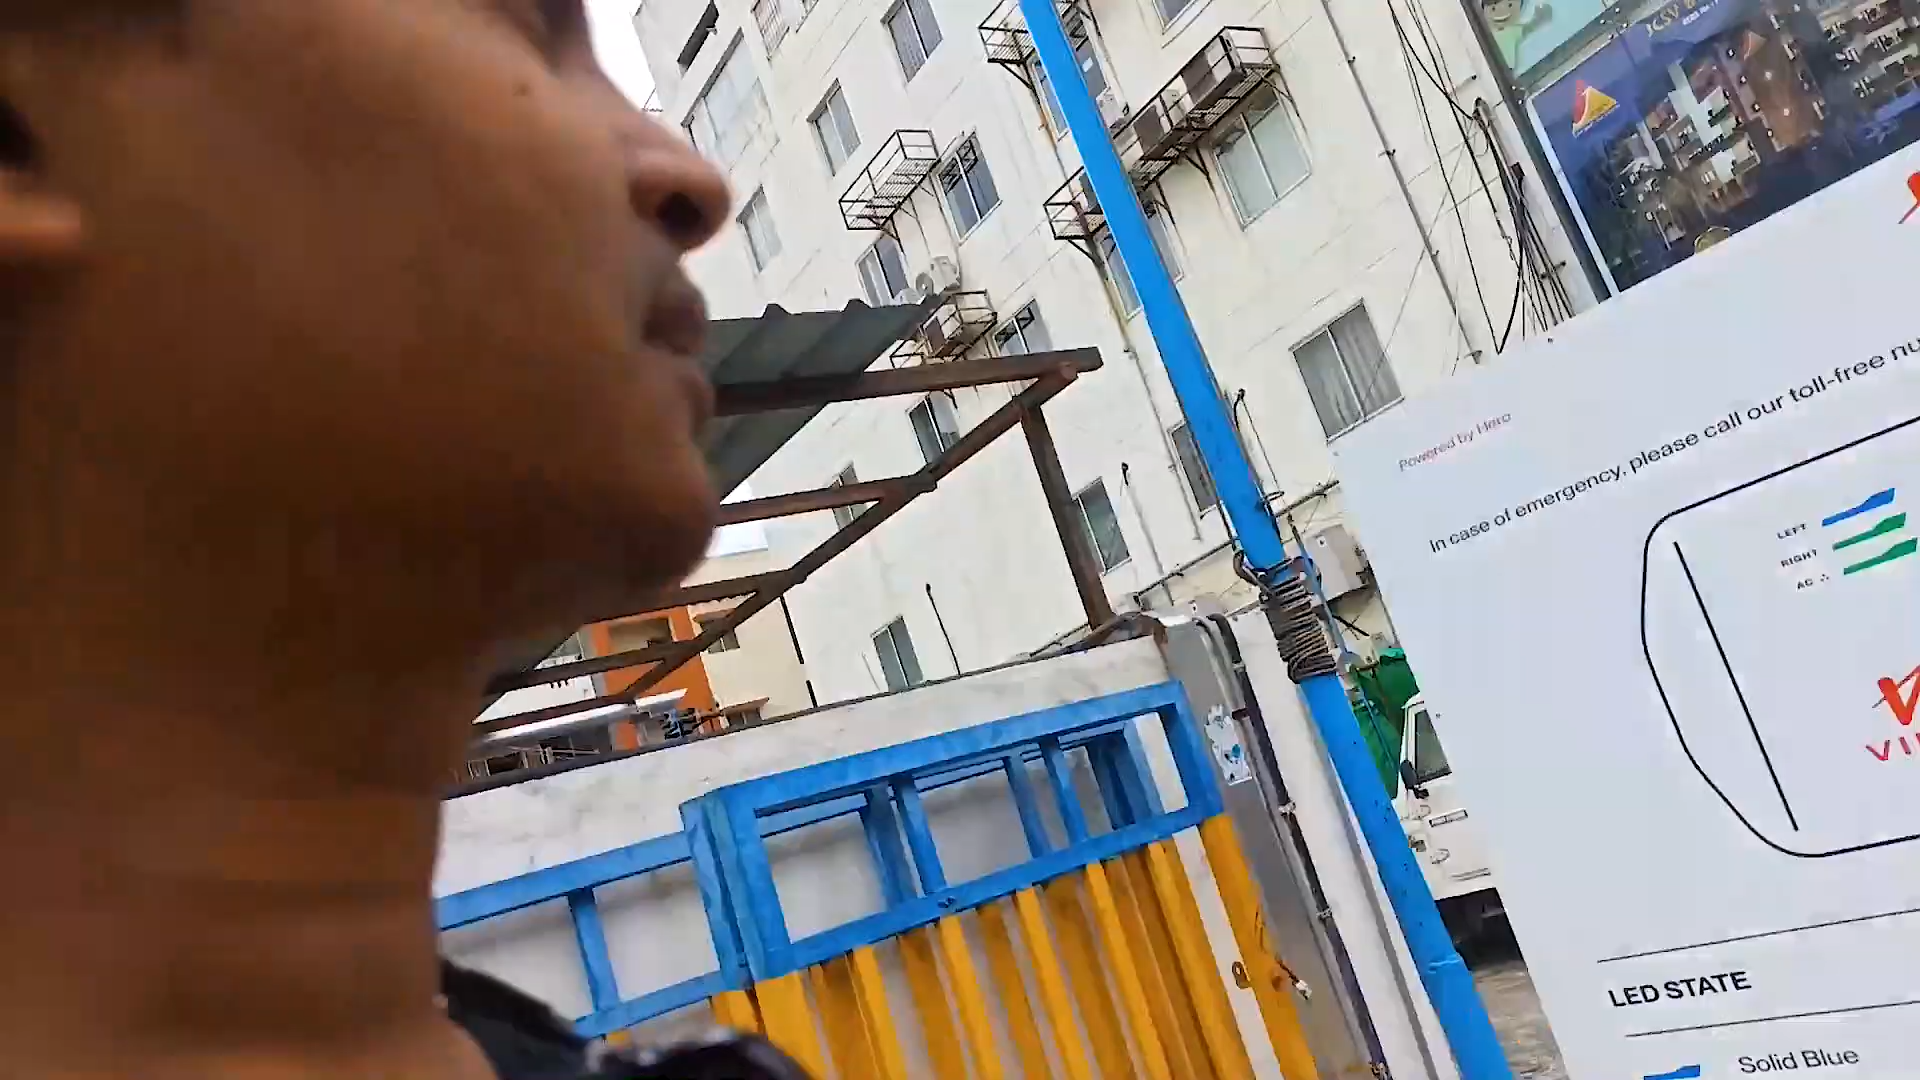 Powered by Hero
In case of emergency, please call our toll-free
LEFT
RIGHT
AC
LED STATE
Solid Blue